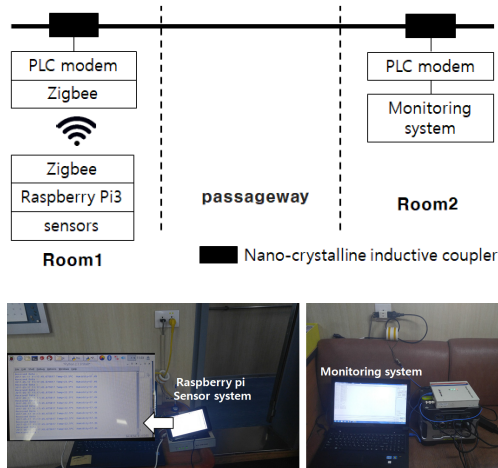 PLC modem
Zigbee
Zigbee
Raspberry Pi3
sensors
Room1
passageway
PLC modem
Monitoring
system
Room2
Nano-crystalline inductive coupler
Raspberry pi
Sensor system
Monitoring system